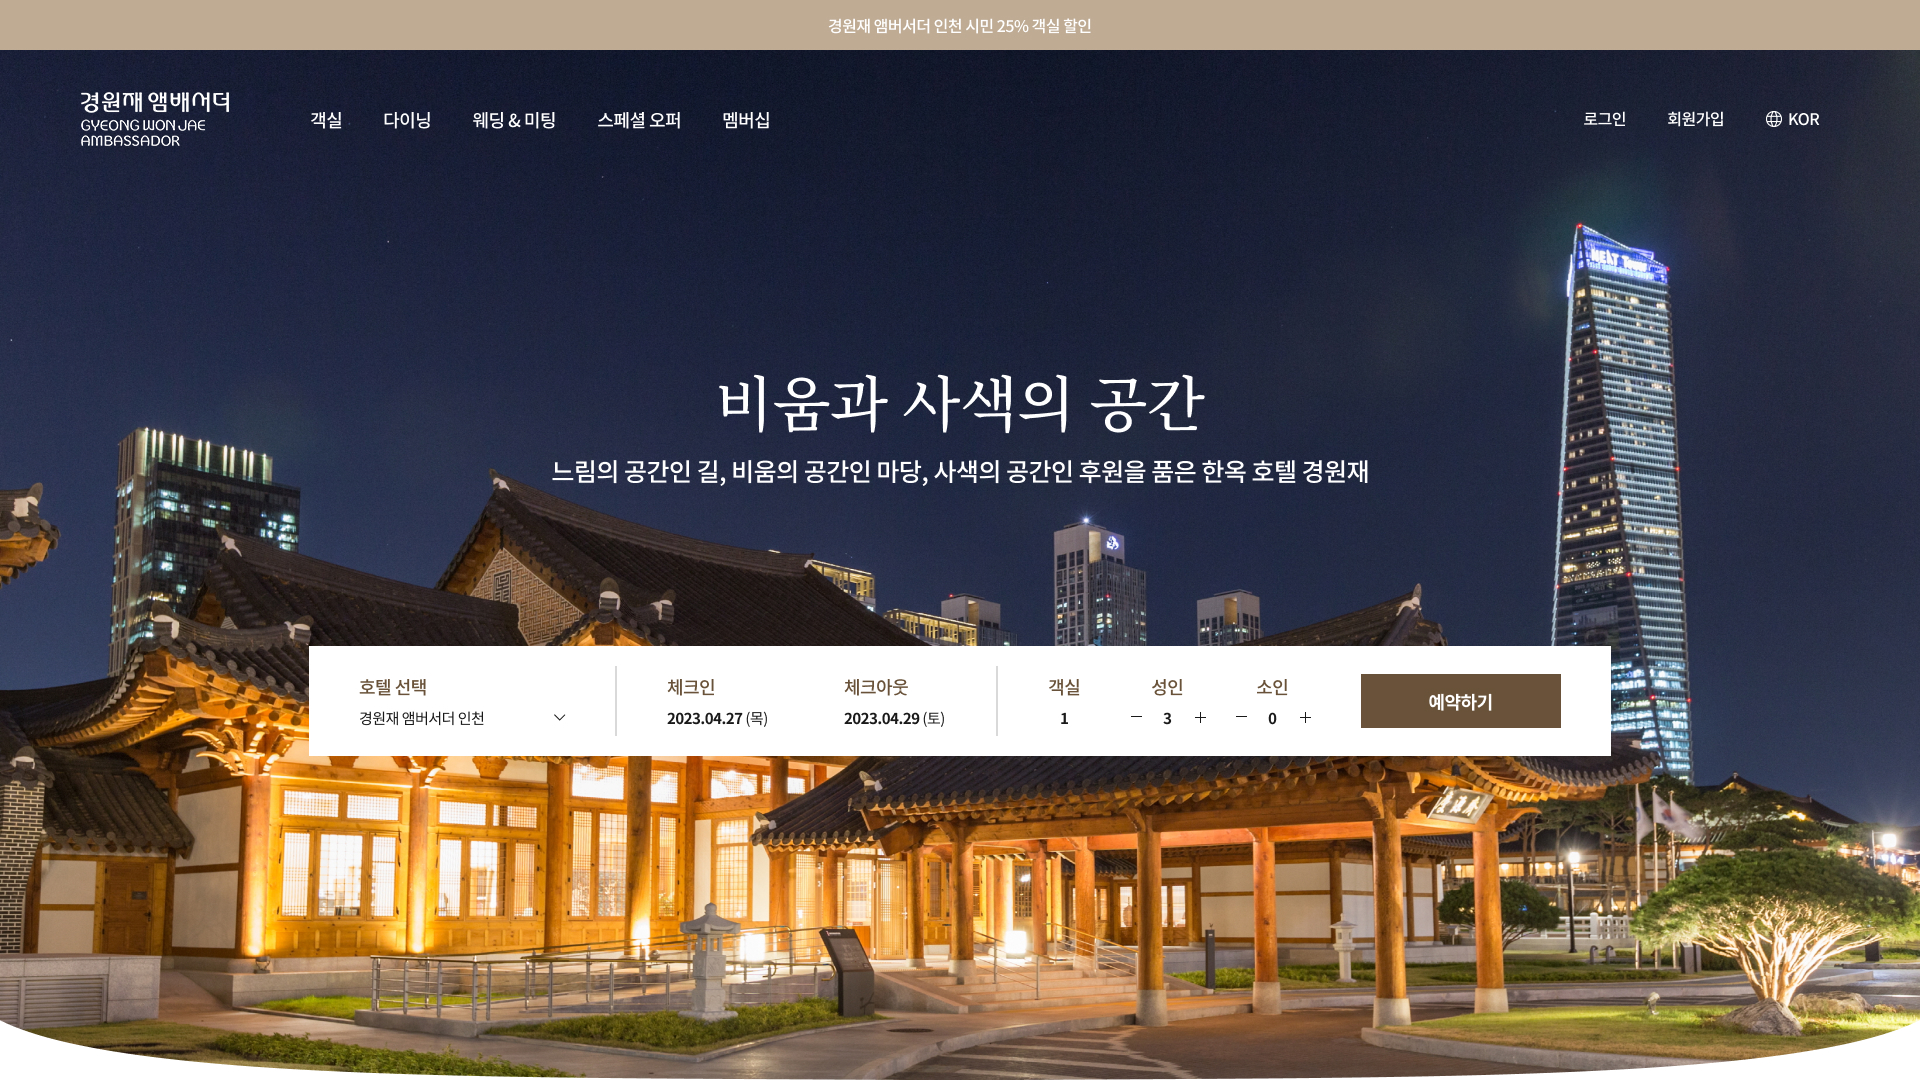 경원재 앰버서더 인천 시민 25% 객실 할인
경원재 앰배서더
GYEONG WON JAE
AMBASSADOR
객실
다이닝
웨딩 & 미팅
스페셜 오퍼
멤버십
로그인
회원가입
KOR
비움과 사색의 공간
느림의 공간인 길, 비움의 공간인 마당, 사색의 공간인 후원을 품은 한옥 호텔 경원재
호텔 선택
경원재 앰버서더 인천
체크인
2023.04.27 (목)
체크아웃
2023.04.29 (토)
객실
1
성인
3
소인
0
예약하기